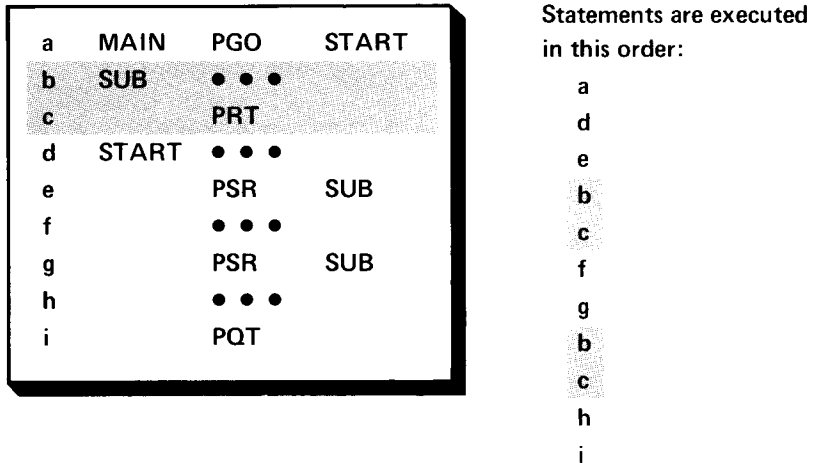 a MAIN PGO START
b SUB • • •
c PRT
d START • • •
e PSR SUB
f • • •
g PSR SUB
h • • •
i PQT
Statements are executed
in this order:
a
d
e
b
c
f
g
b
c
h
i